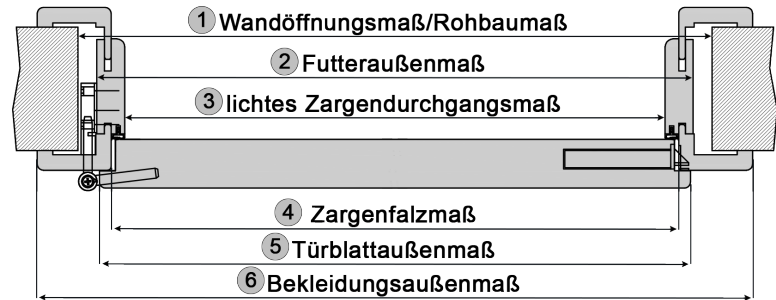 1 Wandöffnungsmaß/Rohbaumaß
2 Futteraußenmaß
3 lichtes Zargendurchgangsmaß
4 Zargenfalzmaß
5 Türblattaußenmaß
6 Bekleidungsaußenmaß